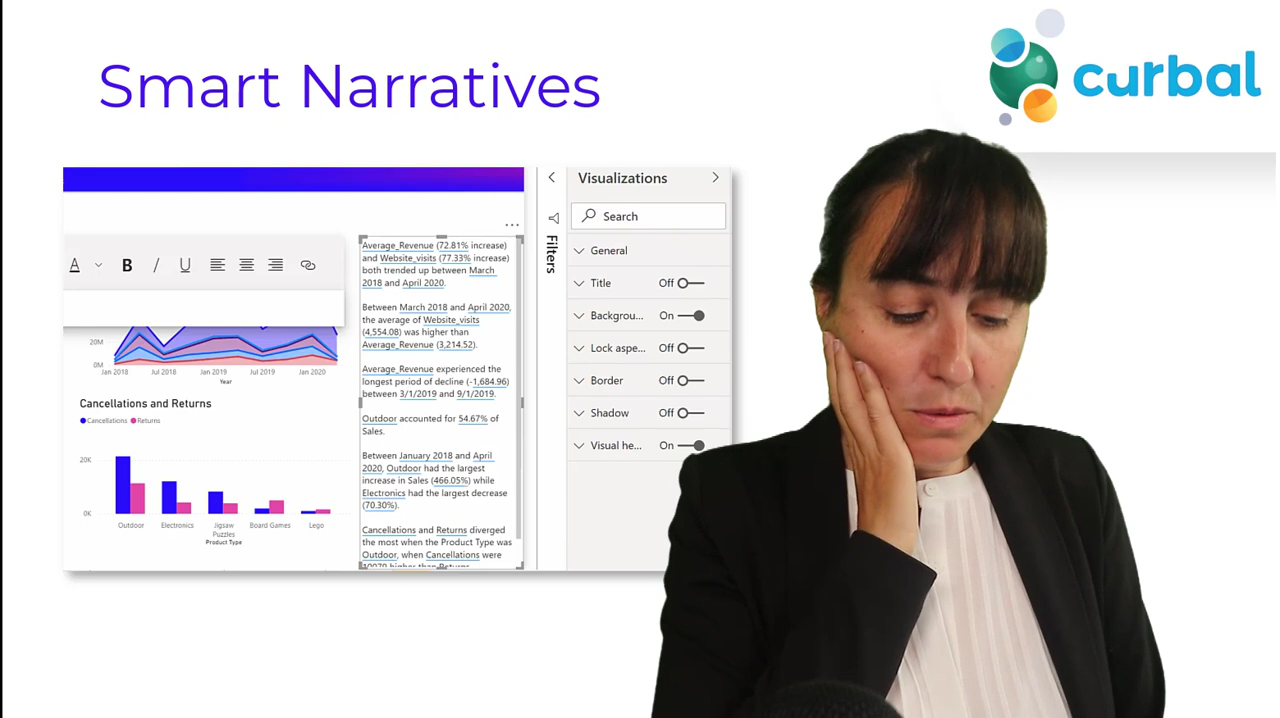 Smart Narratives
curbal
A
B
I
U
20M
0M
Jan 2018 Jul 2018 Jan 2019 Jul 2019 Jan 2020
Year
Cancellations and Returns
Cancellations Returns
20K
0K
Outdoor Electronics Jigsaw Puzzles Board Games Lego
Product Type
Average_Revenue (72.81% increase)
and Website_visits (77.33% increase)
both trended up between March
2018 and April 2020.
Between March 2018 and April 2020,
the average of Website_visits
(4,554.08) was higher than
Average_Revenue (3,214.52).
Average_Revenue experienced the
longest period of decline (-1,684.96)
between 3/1/2019 and 9/1/2019.
Outdoor accounted for 54.67% of
Sales.
Between January 2018 and April
2020, Outdoor had the largest
increase in Sales (466.05%) while
Electronics had the largest decrease
(70.30%).
Cancellations and Returns diverged
the most when the Product Type was
Outdoor, when Cancellations were
higher than Returns
Filters
Visualizations
Search
General
Title Off
Backgrou... On
Lock aspe... Off
Border Off
Shadow Off
Visual he... On